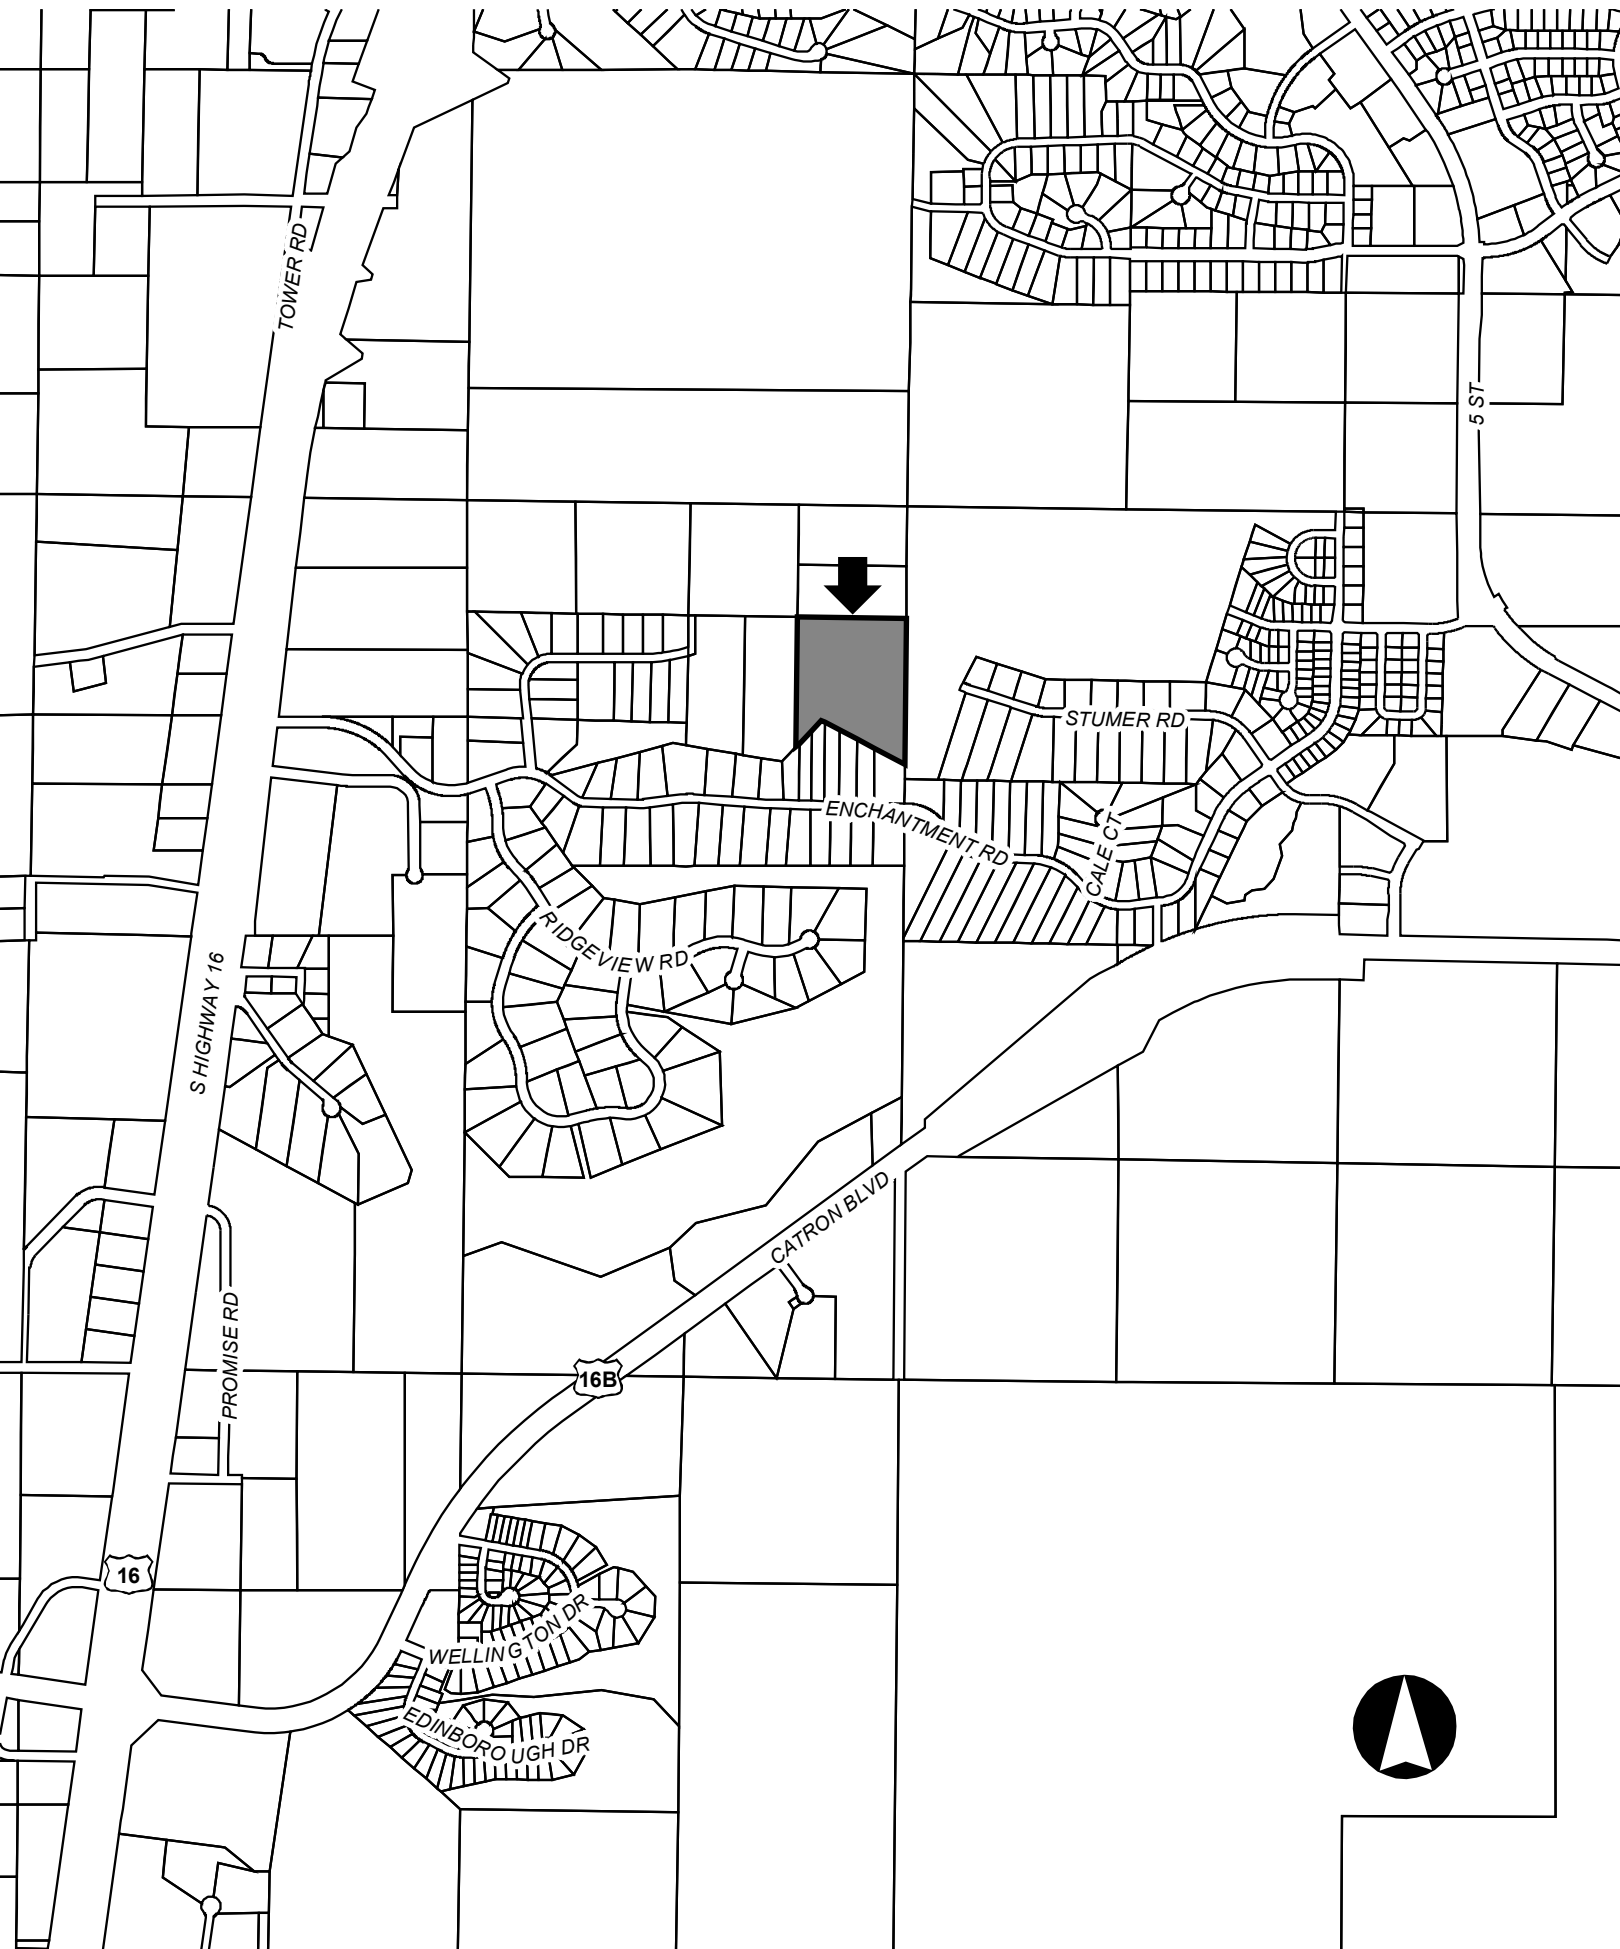 TOWER RD
5 ST
STUMER RD
ENCHANTMENT RD
CALE CT
RIDGEVIEW RD
S HIGHWAY 16
CATRON BLVD
PROMISE RD
16B
16
WELLINGTON DR
EDINBOROUGH DR